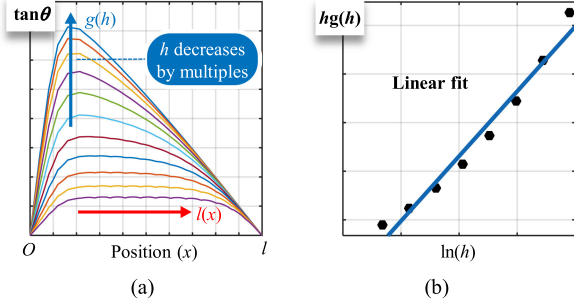 tanθ
g(h)
h decreases
by multiples
l(x)
O
Position (x)
l
(a)
hg(h)
Linear fit
ln(h)
(b)